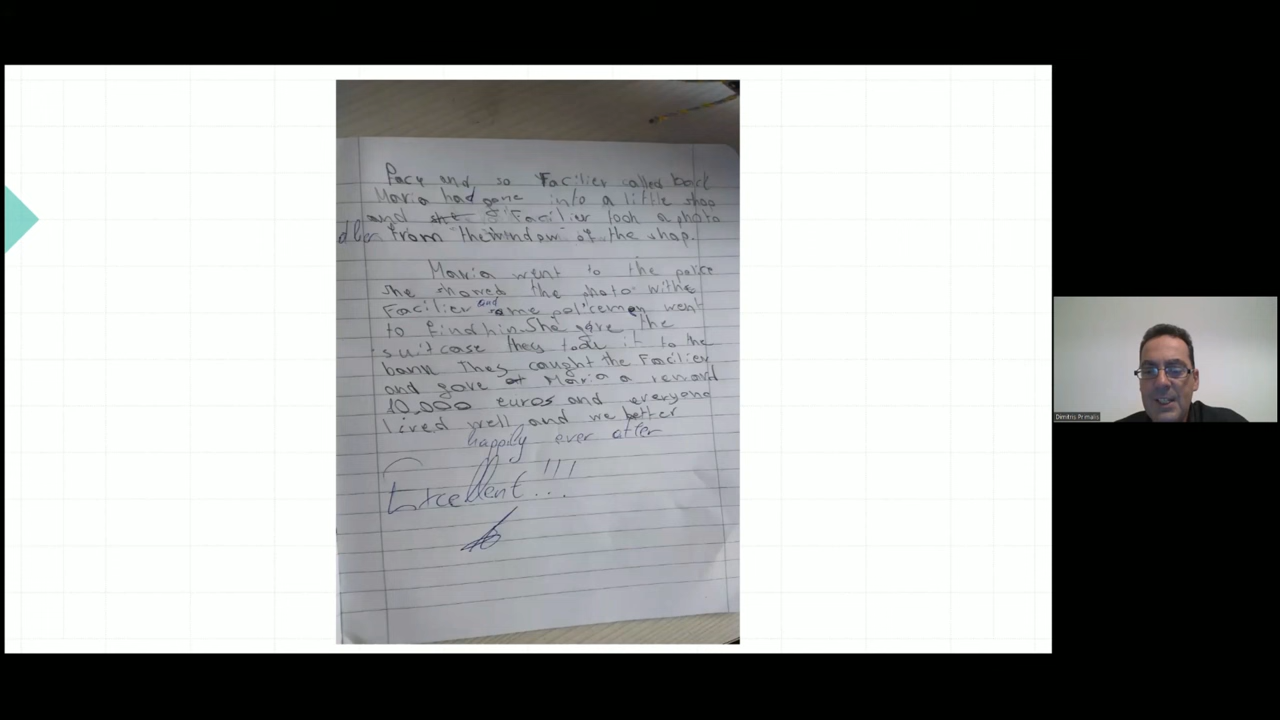 and so Facilier called back
Maria had gone into a little shop
and Facilier took a photo
from the window of the shop.
Maria went to the police
she showed the photo withe
Facilier and some policemen went
to find him. She gave the
suitcase they took it to the
bank They caught the Facilier
and gave Maria a reward
10,000 euros and everyone
lived well and we better
happily ever after
Excellent!!!...
Dimitris Primalis